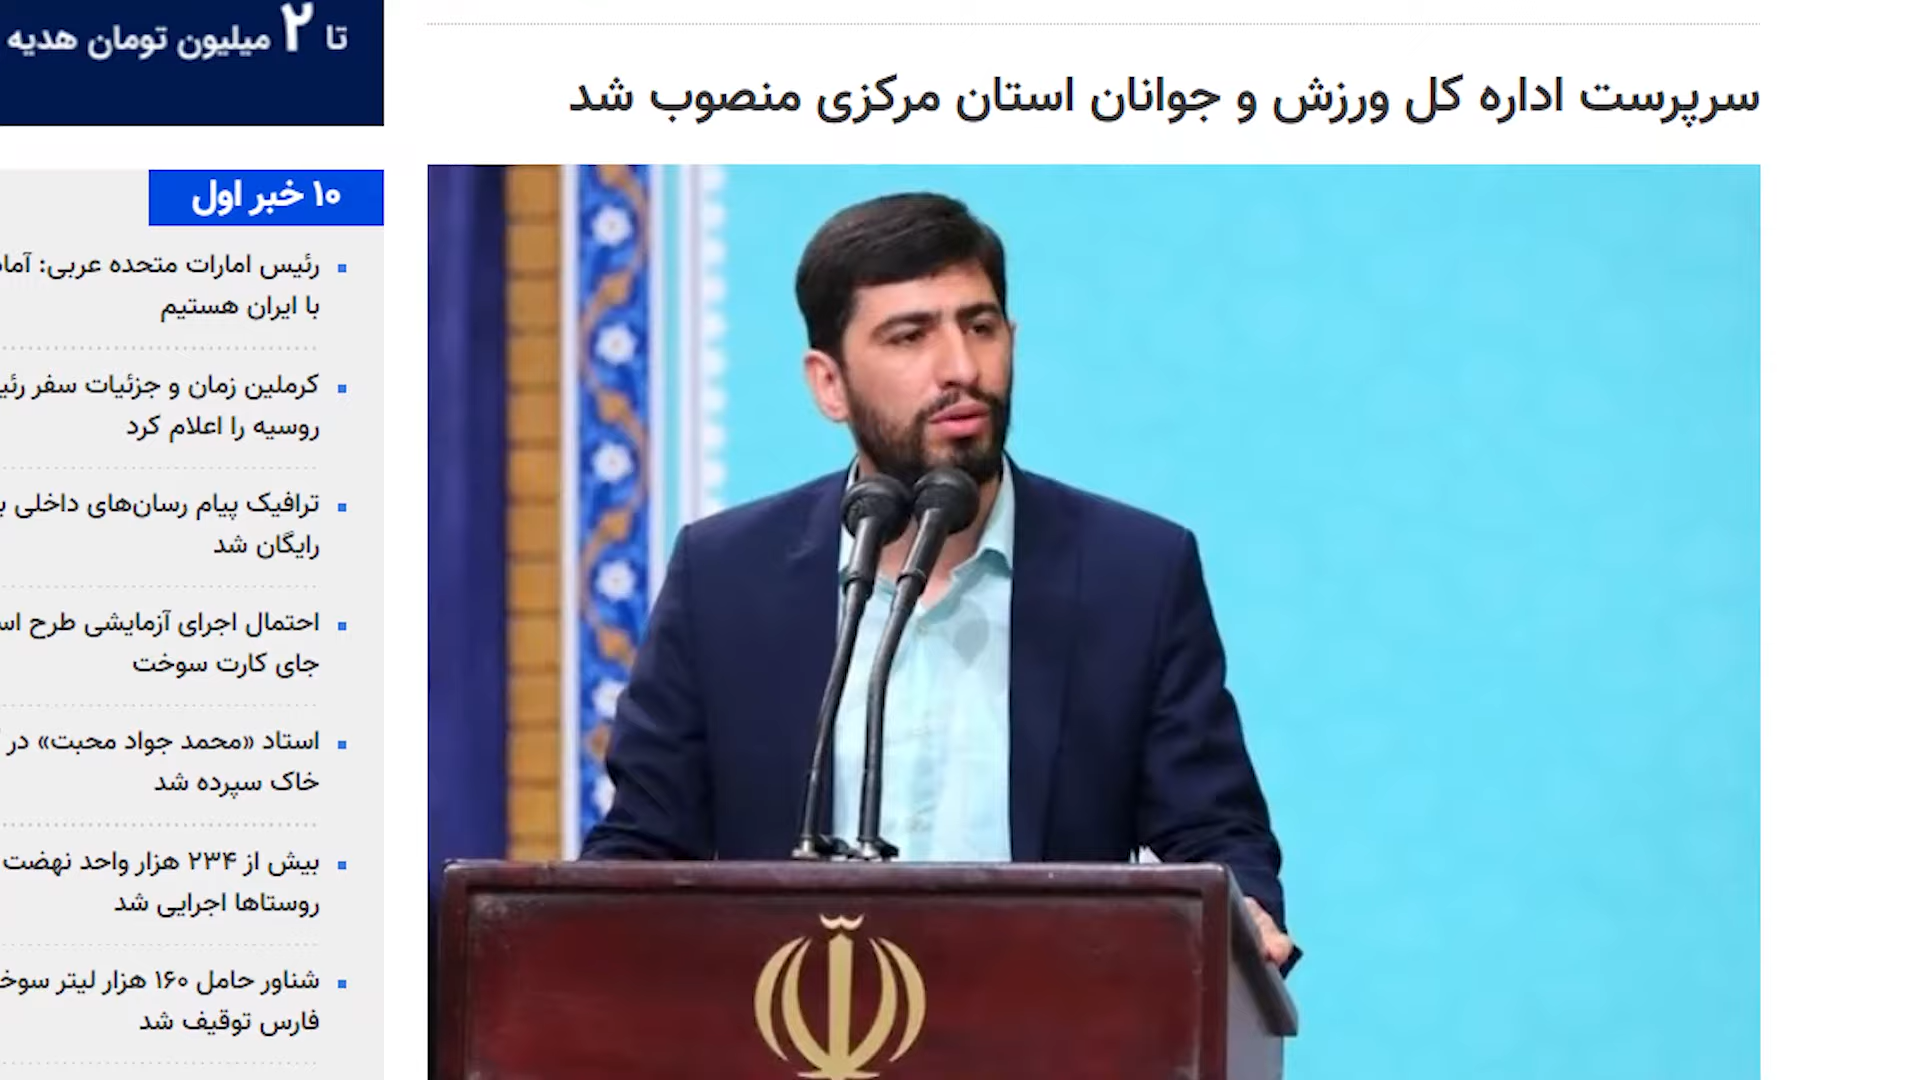 تا ۲ میلیون تومان هدیه
سرپرست اداره کل ورزش و جوانان استان مرکزی منصوب شد
۱۰ خبر اول
رئیس امارات متحده عربی:
با ایران هستیم
کرملین زمان و جزئیات سفر
روسیه را اعلام کرد
ترافیک پیام رسان‌های داخلی
رایگان شد
احتمال اجرای آزمایشی طرح
جای کارت سوخت
استاد «محمد جواد محبت» در
خاک سپرده شد
بیش از ۲۳۴ هزار واحد نهضت
روستاها اجرایی شد
شناور حامل ۱۶۰ هزار لیتر
فارس توقیف شد